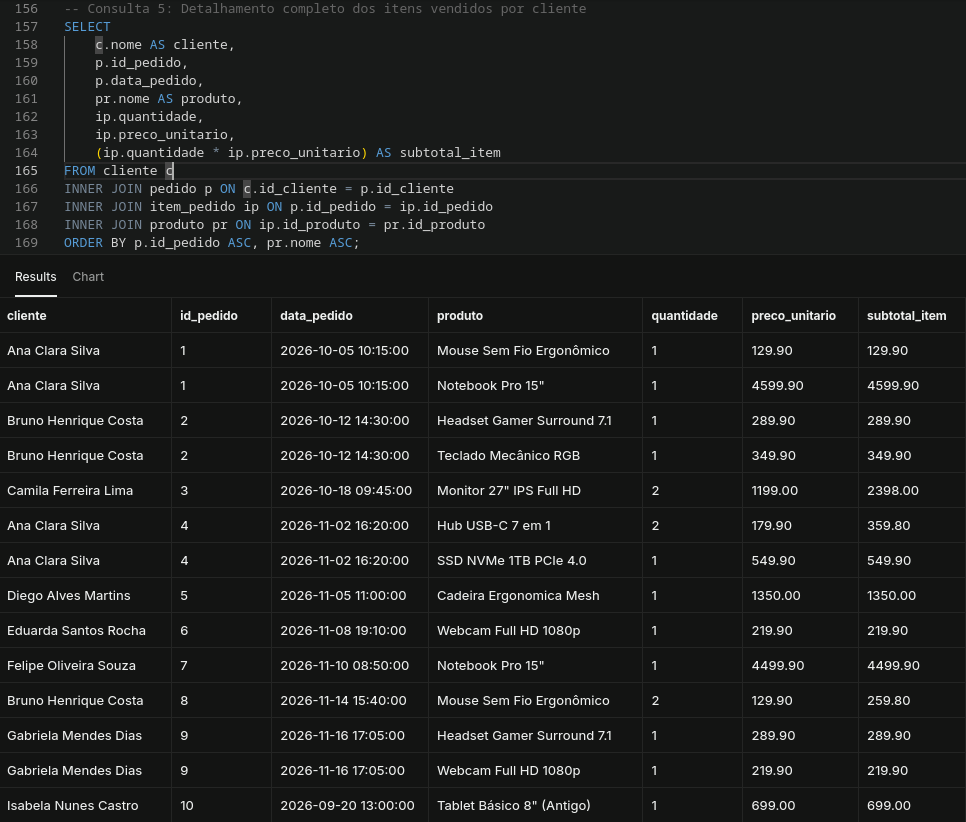 156 -- Consulta 5: Detalhamento completo dos itens vendidos por cliente
157 SELECT
158 c.nome AS cliente,
159 p.id_pedido,
160 p.data_pedido,
161 pr.nome AS produto,
162 ip.quantidade,
163 ip.preco_unitario,
164 (ip.quantidade * ip.preco_unitario) AS subtotal_item
165 FROM cliente c
166 INNER JOIN pedido p ON c.id_cliente = p.id_cliente
167 INNER JOIN item_pedido ip ON p.id_pedido = ip.id_pedido
168 INNER JOIN produto pr ON ip.id_produto = pr.id_produto
169 ORDER BY p.id_pedido ASC, pr.nome ASC;
Results Chart
cliente id_pedido data_pedido produto quantidade preco_unitario subtotal_item
Ana Clara Silva 1 2026-10-05 10:15:00 Mouse Sem Fio Ergonômico 1 129.90 129.90
Ana Clara Silva 1 2026-10-05 10:15:00 Notebook Pro 15" 1 4599.90 4599.90
Bruno Henrique Costa 2 2026-10-12 14:30:00 Headset Gamer Surround 7.1 1 289.90 289.90
Bruno Henrique Costa 2 2026-10-12 14:30:00 Teclado Mecânico RGB 1 349.90 349.90
Camila Ferreira Lima 3 2026-10-18 09:45:00 Monitor 27" IPS Full HD 2 1199.00 2398.00
Ana Clara Silva 4 2026-11-02 16:20:00 Hub USB-C 7 em 1 2 179.90 359.80
Ana Clara Silva 4 2026-11-02 16:20:00 SSD NVMe 1TB PCIe 4.0 1 549.90 549.90
Diego Alves Martins 5 2026-11-05 11:00:00 Cadeira Ergonomica Mesh 1 1350.00 1350.00
Eduarda Santos Rocha 6 2026-11-08 19:10:00 Webcam Full HD 1080p 1 219.90 219.90
Felipe Oliveira Souza 7 2026-11-10 08:50:00 Notebook Pro 15" 1 4499.90 4499.90
Bruno Henrique Costa 8 2026-11-14 15:40:00 Mouse Sem Fio Ergonômico 2 129.90 259.80
Gabriela Mendes Dias 9 2026-11-16 17:05:00 Headset Gamer Surround 7.1 1 289.90 289.90
Gabriela Mendes Dias 9 2026-11-16 17:05:00 Webcam Full HD 1080p 1 219.90 219.90
Isabela Nunes Castro 10 2026-09-20 13:00:00 Tablet Básico 8" (Antigo) 1 699.00 699.00